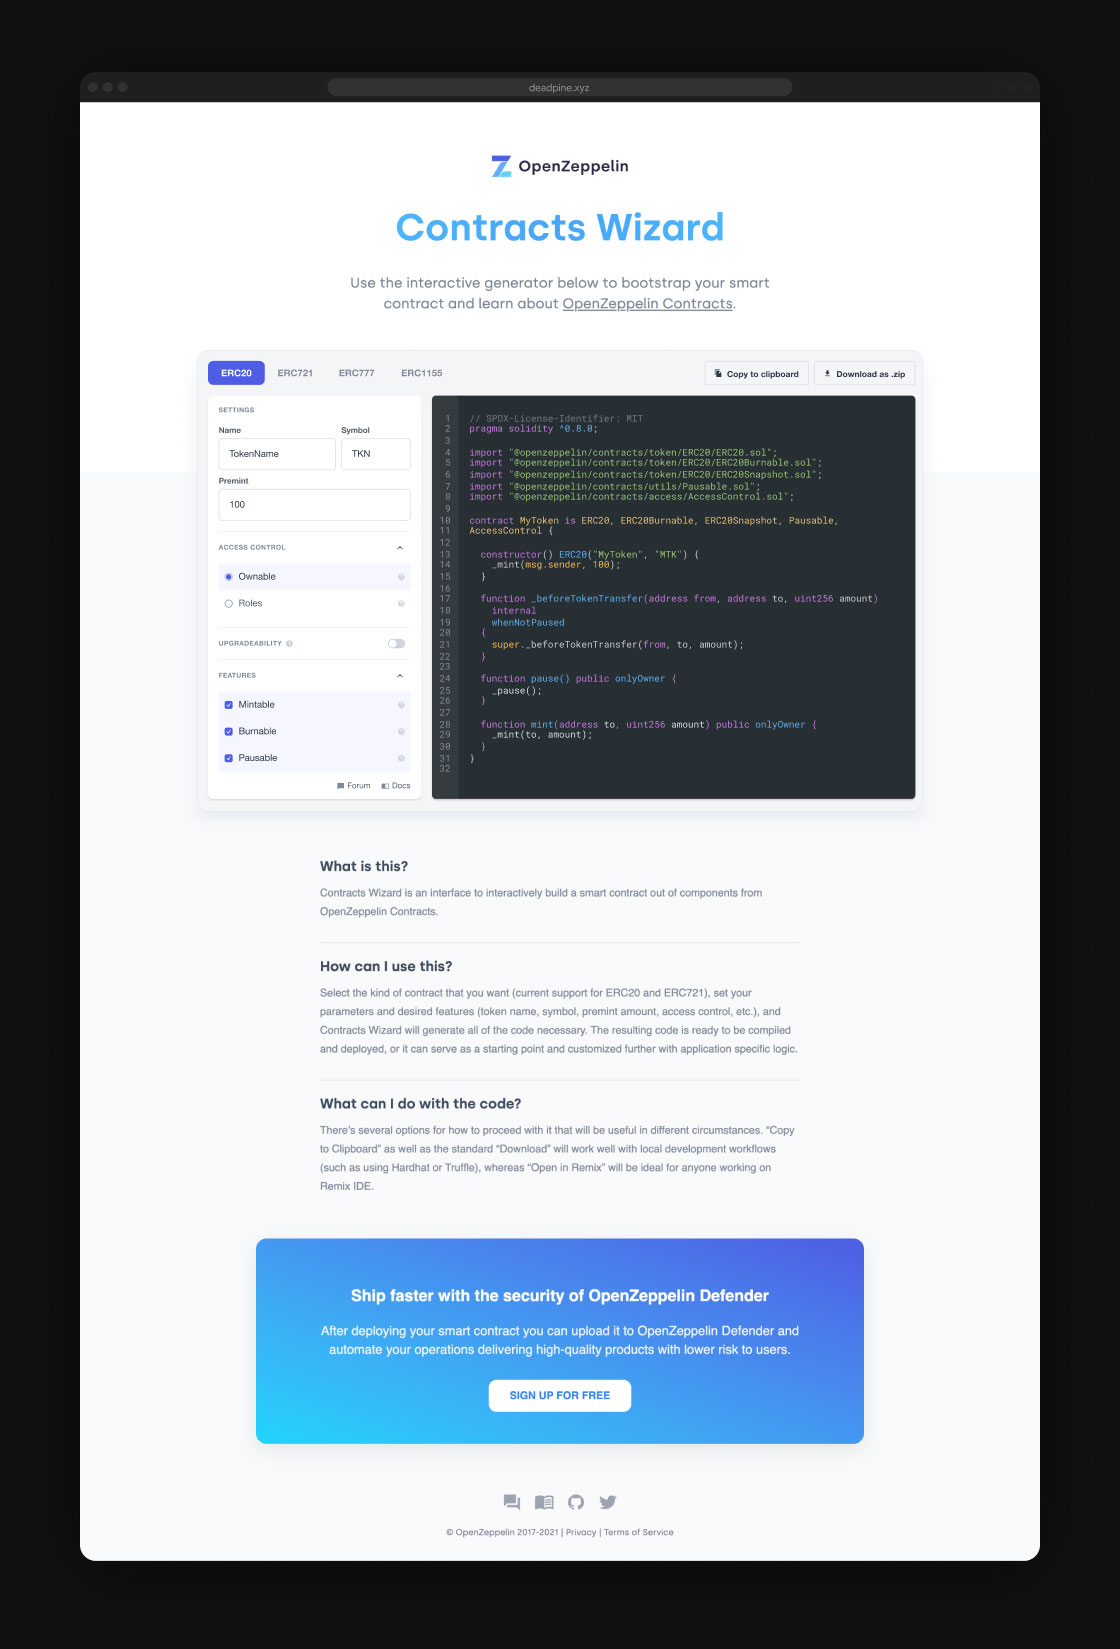 deadpine.xyz
OpenZeppelin
Contracts Wizard
Use the interactive generator below to bootstrap your smart
contract and learn about OpenZeppelin Contracts.
ERC20 ERC721 ERC777 ERC1155 Copy to clipboard Download as .zip
SETTINGS
Name Symbol
TokenName TKN
Premint
100
ACCESS CONTROL
Ownable
Roles
UPGRADEABILITY
FEATURES
Mintable
Burnable
Pausable
Forum Docs
1 // SPDX-License-Identifier: MIT
2 pragma solidity ^0.8.0;
3
4 import "@openzeppelin/contracts/token/ERC20/ERC20.sol";
5 import "@openzeppelin/contracts/token/ERC20/ERC20Burnable.sol";
6 import "@openzeppelin/contracts/token/ERC20/ERC20Snapshot.sol";
7 import "@openzeppelin/contracts/utils/Pausable.sol";
8 import "@openzeppelin/contracts/access/AccessControl.sol";
9
10 contract MyToken is ERC20, ERC20Burnable, ERC20Snapshot, Pausable,
11 AccessControl {
12
13 constructor() ERC20("MyToken", "MTK") {
14 _mint(msg.sender, 100);
15 }
16
17 function _beforeTokenTransfer(address from, address to, uint256 amount)
18 internal
19 whenNotPaused
20 {
21 super._beforeTokenTransfer(from, to, amount);
22 }
23
24 function pause() public onlyOwner {
25 _pause();
26 }
27
28 function mint(address to, uint256 amount) public onlyOwner {
29 _mint(to, amount);
30 }
31 }
32
What is this?
Contracts Wizard is an interface to interactively build a smart contract out of components from
OpenZeppelin Contracts.
How can I use this?
Select the kind of contract that you want (current support for ERC20 and ERC721), set your
parameters and desired features (token name, symbol, premint amount, access control, etc.), and
Contracts Wizard will generate all of the code necessary. The resulting code is ready to be compiled
and deployed, or it can serve as a starting point and customized further with application specific logic.
What can I do with the code?
There's several options for how to proceed with it that will be useful in different circumstances. “Copy
to Clipboard” as well as the standard “Download” will work well with local development workflows
(such as using Hardhat or Truffle), whereas “Open in Remix” will be ideal for anyone working on
Remix IDE.
Ship faster with the security of OpenZeppelin Defender
After deploying your smart contract you can upload it to OpenZeppelin Defender and
automate your operations delivering high-quality products with lower risk to users.
SIGN UP FOR FREE
© OpenZeppelin 2017-2021 | Privacy | Terms of Service